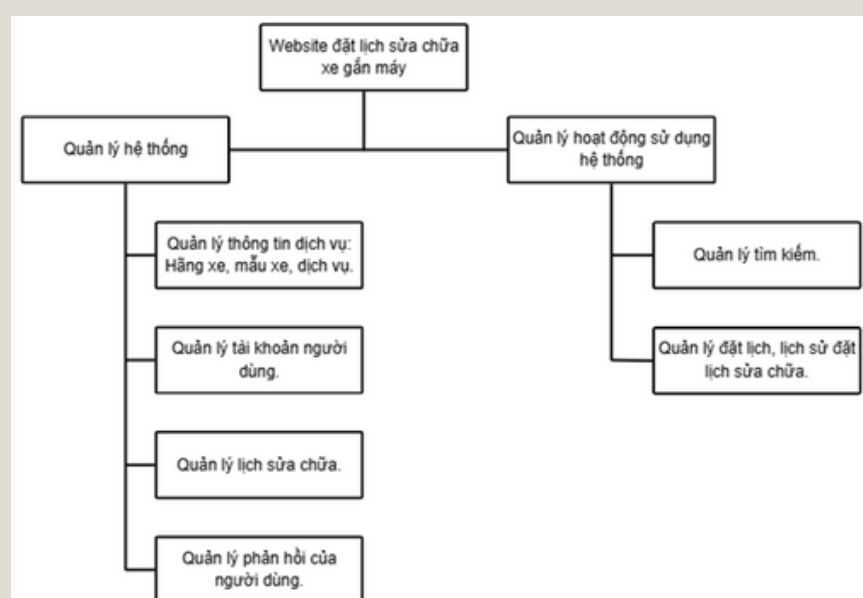 Website đặt lịch sửa chữa
xe gắn máy
Quản lý hệ thống
Quản lý hoạt động sử dụng
hệ thống
Quản lý thông tin dịch vụ:
Hãng xe, mẫu xe, dịch vụ.
Quản lý tài khoản người
dùng.
Quản lý lịch sửa chữa.
Quản lý phản hồi của
người dùng.
Quản lý tìm kiếm.
Quản lý đặt lịch, lịch sử đặt
lịch sửa chữa.